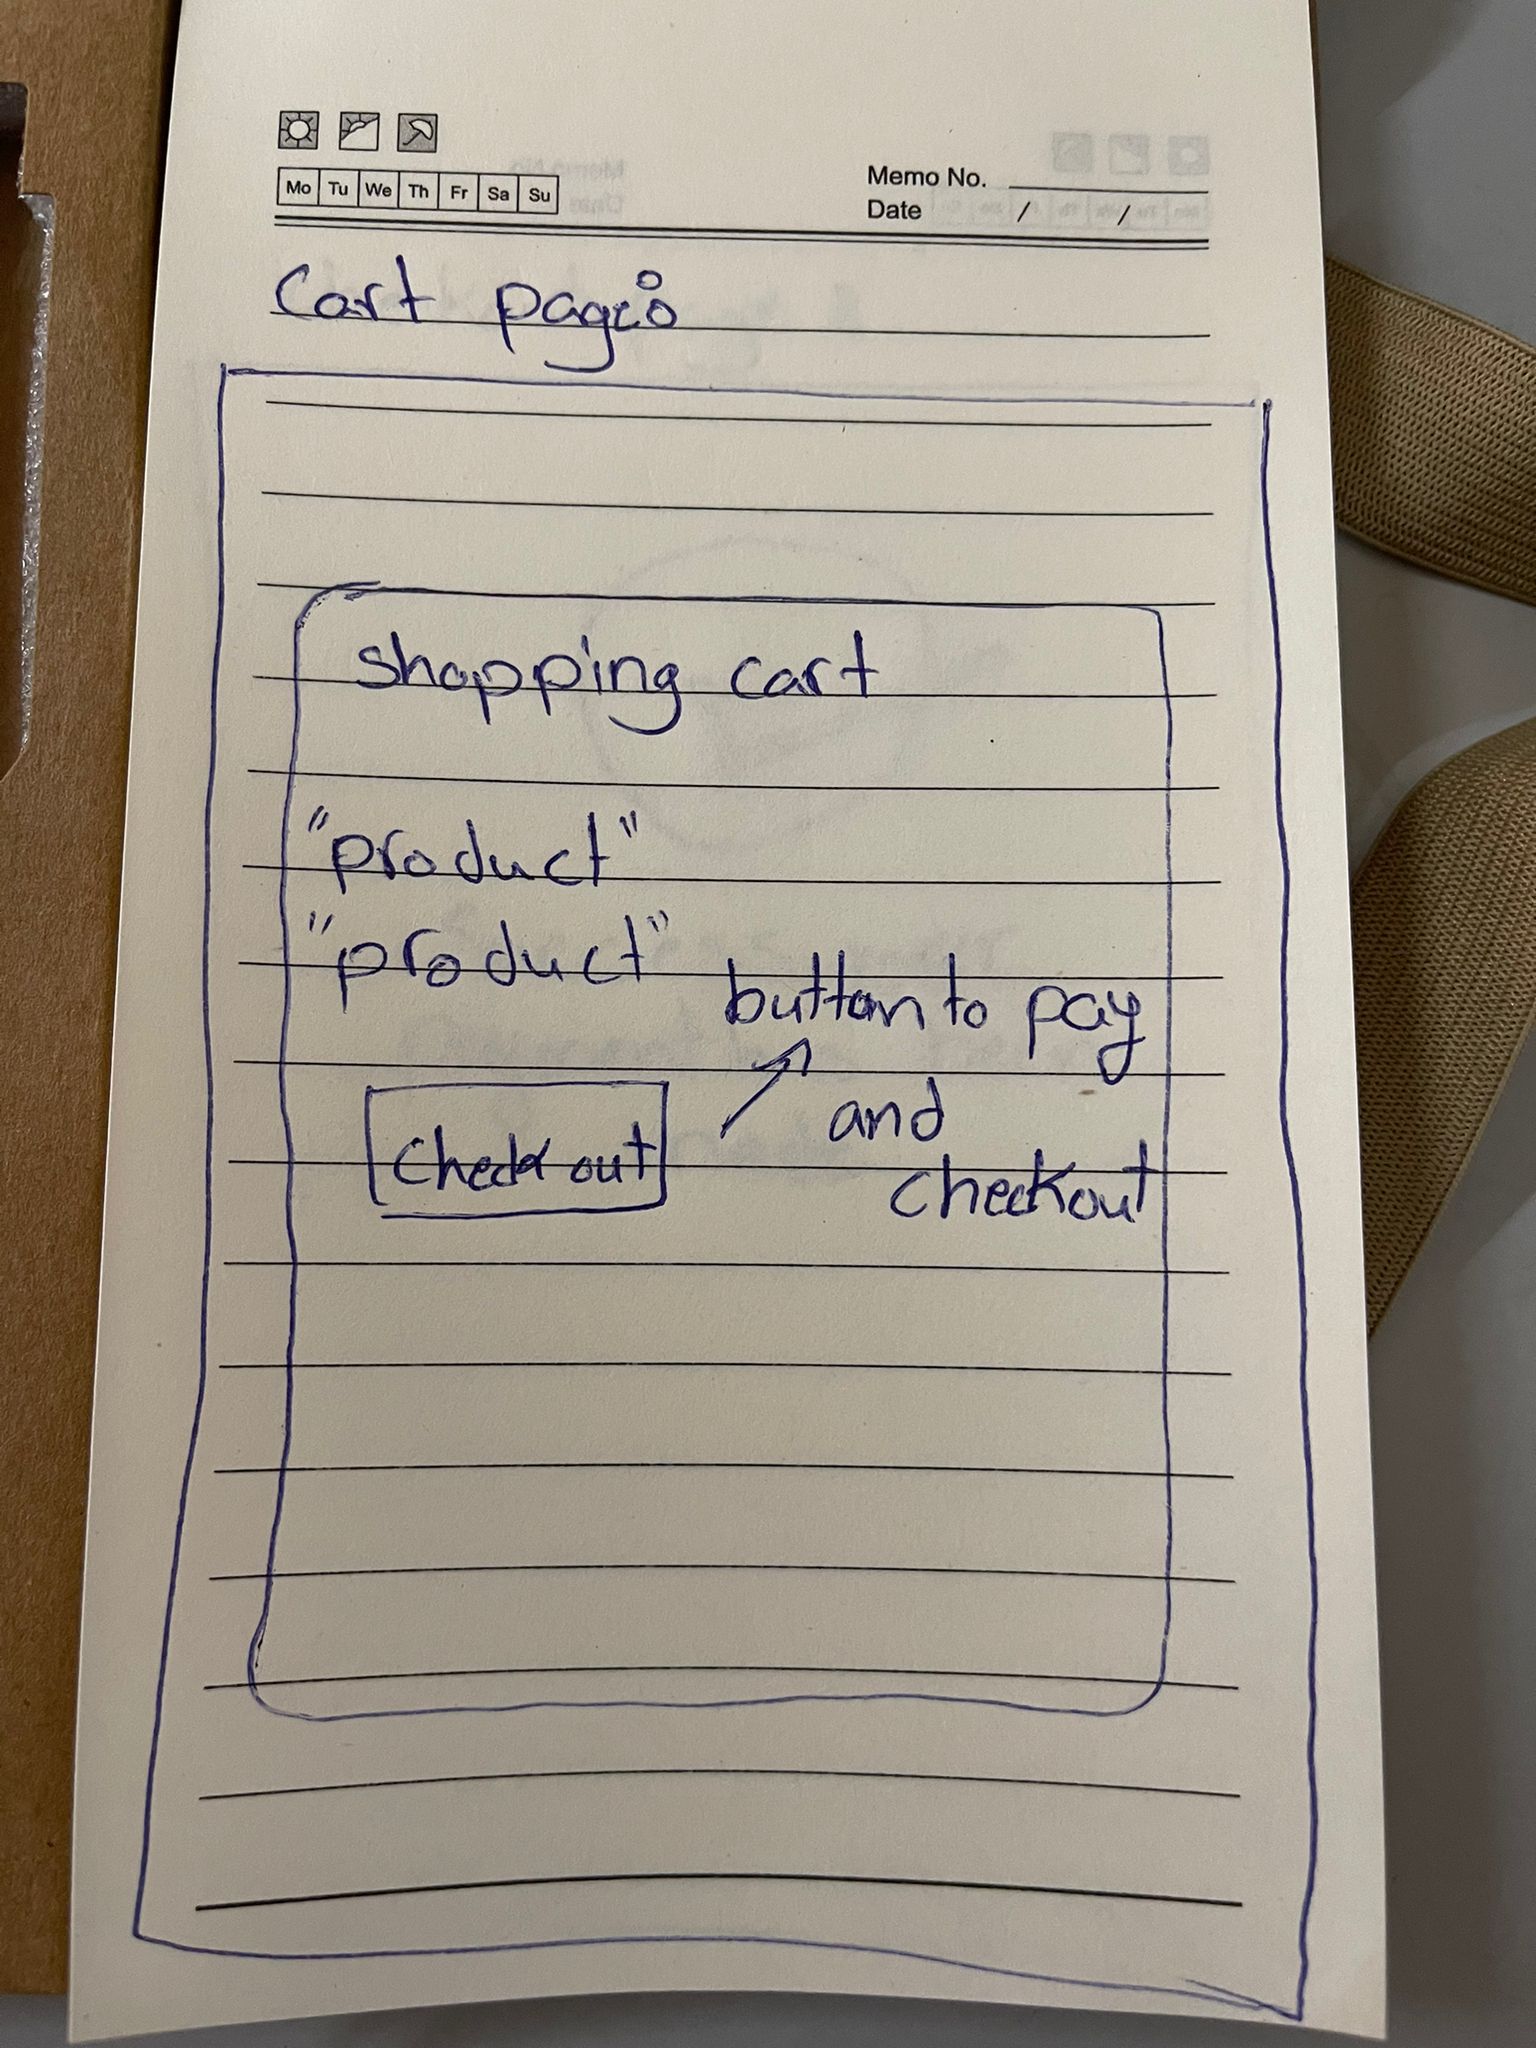 Mo Tu We Th Fr Sa Su
Memo No.
Date / /
Cart page:
shopping cart
"product"
"product"
button to pay
and
checkout
Check out